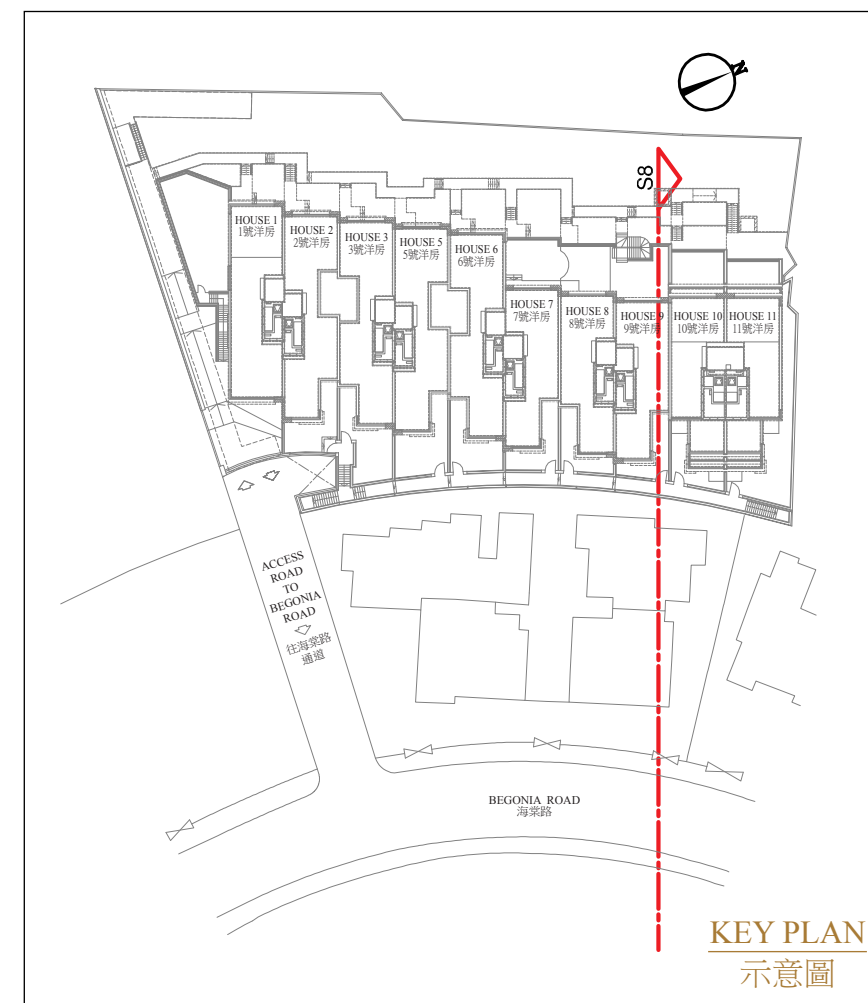 N
S8
HOUSE 1
1號洋房
HOUSE 2
2號洋房
HOUSE 3
3號洋房
HOUSE 5
5號洋房
HOUSE 6
6號洋房
HOUSE 7
7號洋房
HOUSE 8
8號洋房
HOUSE 9
9號洋房
HOUSE 10
10號洋房
HOUSE 11
11號洋房
ACCESS
ROAD
TO
BEGONIA
ROAD
往海棠路
通道
BEGONIA ROAD
海棠路
KEY PLAN
示意圖